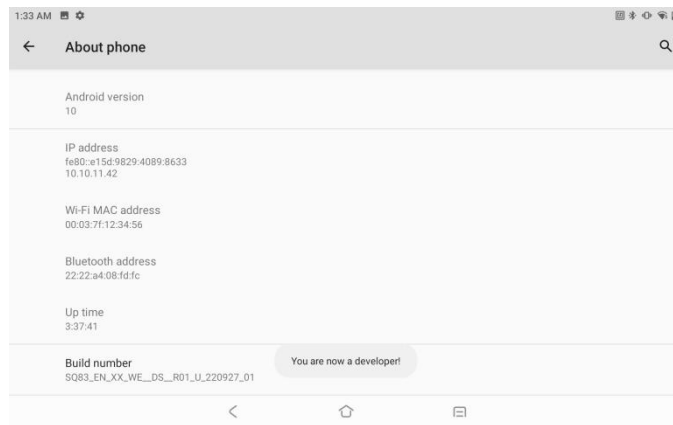 1:33 AM
About phone
Android version
10
IP address
fe80::e15d:9829:4089:8633
10.10.11.42
Wi-Fi MAC address
00:03:7f:12:34:56
Bluetooth address
22:22:a4:08:fd:fc
Up time
3:37:41
Build number
SQ83_EN_XX_WE__DS__R01_U_220927_01
You are now a developer!